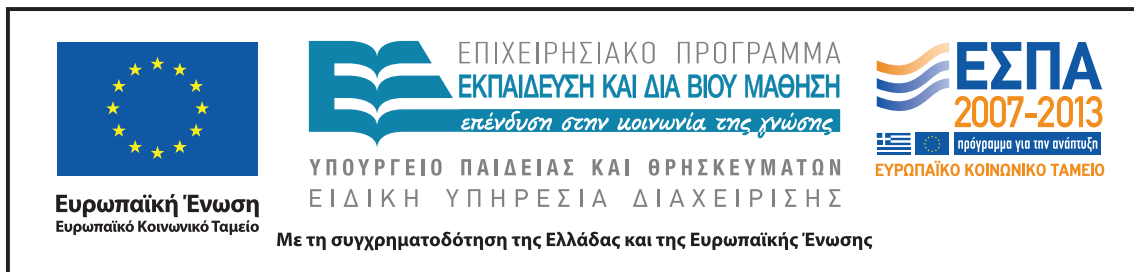 Ευρωπαϊκή Ένωση
Ευρωπαϊκό Κοινωνικό Ταμείο
ΕΠΙΧΕΙΡΗΣΙΑΚΟ ΠΡΟΓΡΑΜΜΑ
ΕΚΠΑΙΔΕΥΣΗ ΚΑΙ ΔΙΑ ΒΙΟΥ ΜΑΘΗΣΗ
επένδυση στην κοινωνία της γνώσης
ΥΠΟΥΡΓΕΙΟ ΠΑΙΔΕΙΑΣ ΚΑΙ ΘΡΗΣΚΕΥΜΑΤΩΝ
ΕΙΔΙΚΗ ΥΠΗΡΕΣΙΑ ΔΙΑΧΕΙΡΙΣΗΣ
ΕΣΠΑ
2007-2013
πρόγραμμα για την ανάπτυξη
ΕΥΡΩΠΑΪΚΟ ΚΟΙΝΩΝΙΚΟ ΤΑΜΕΙΟ
Με τη συγχρηματοδότηση της Ελλάδας και της Ευρωπαϊκής Ένωσης